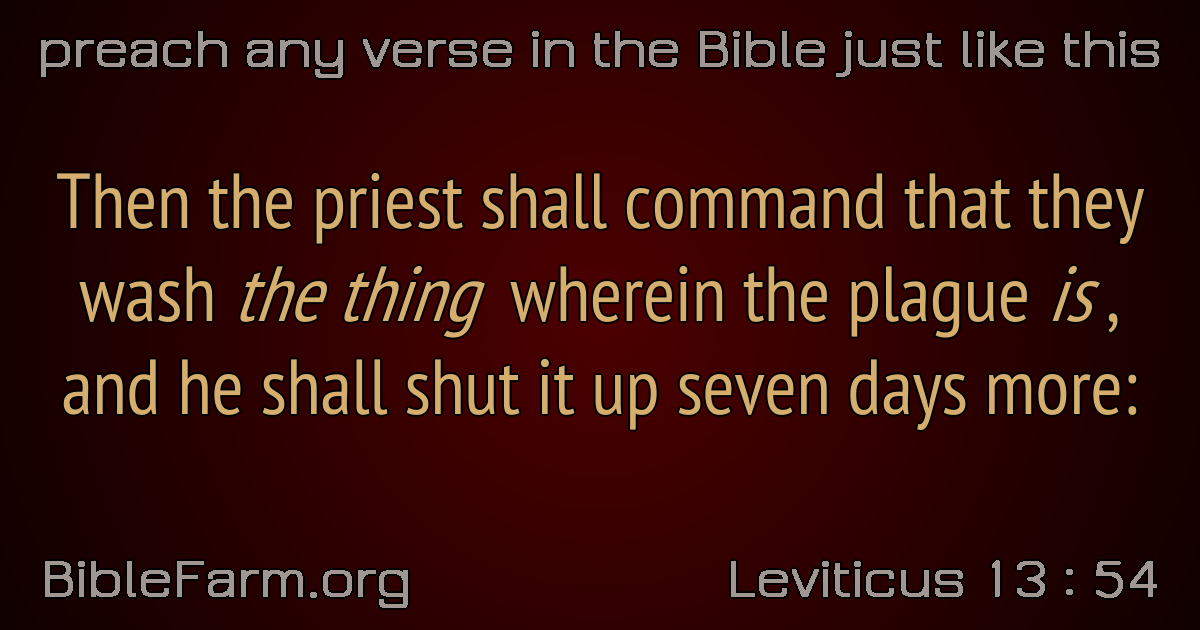 preach any verse in the Bible just like this
Then the priest shall command that they
wash the thing wherein the plague is ,
and he shall shut it up seven days more:
BibleFarm.org
Leviticus 13 : 54